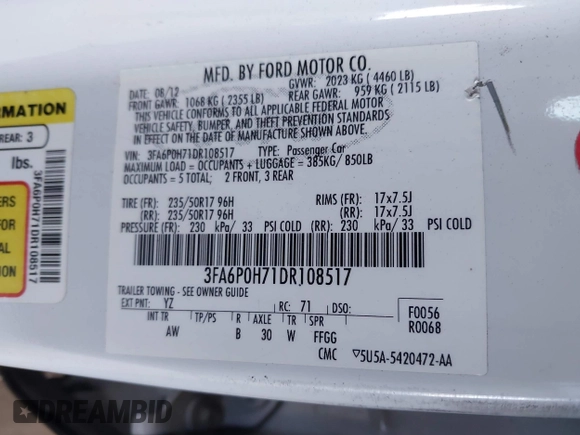 MFD. BY FORD MOTOR CO.
DATE: 08/12 GVWR: 2023 KG ( 4460 LB)
FRONT GAWR: 1068 KG ( 2355 LB) REAR GAWR: 959 KG ( 2115 LB)
THIS VEHICLE CONFORMS TO ALL APPLICABLE FEDERAL MOTOR
VEHICLE SAFETY, BUMPER, AND THEFT PREVENTION STANDARDS
IN EFFECT ON THE DATE OF MANUFACTURE SHOWN ABOVE.
VIN: 3FA6P0H71DR108517 TYPE: Passenger Car
MAXIMUM LOAD = OCCUPANTS + LUGGAGE = 385KG/850LB
OCCUPANTS = 5 TOTAL; 2 FRONT, 3 REAR
TIRE (FR): 235/50R17 96H RIMS (FR): 17x7.5J
(RR): 235/50R17 96H (RR): 17x7.5J
PRESSURE (FR): 230 kPa/ 33 PSI COLD (RR): 230 kPa/ 33 PSI COLD
3FA6P0H71DR108517
TRAILER TOWING - SEE OWNER GUIDE
EXT PNT: YZ RC: 71 DSO: F0056
INT TR TP/PS R AXLE TR SPR R0068
AW B 30 W FFGG
CMC 5U5A-5420472-AA
ORMATION
REAR: 3
lbs.
3FA6P0H71DR108517
ERS
FOR
AL
ION
DREAMBID